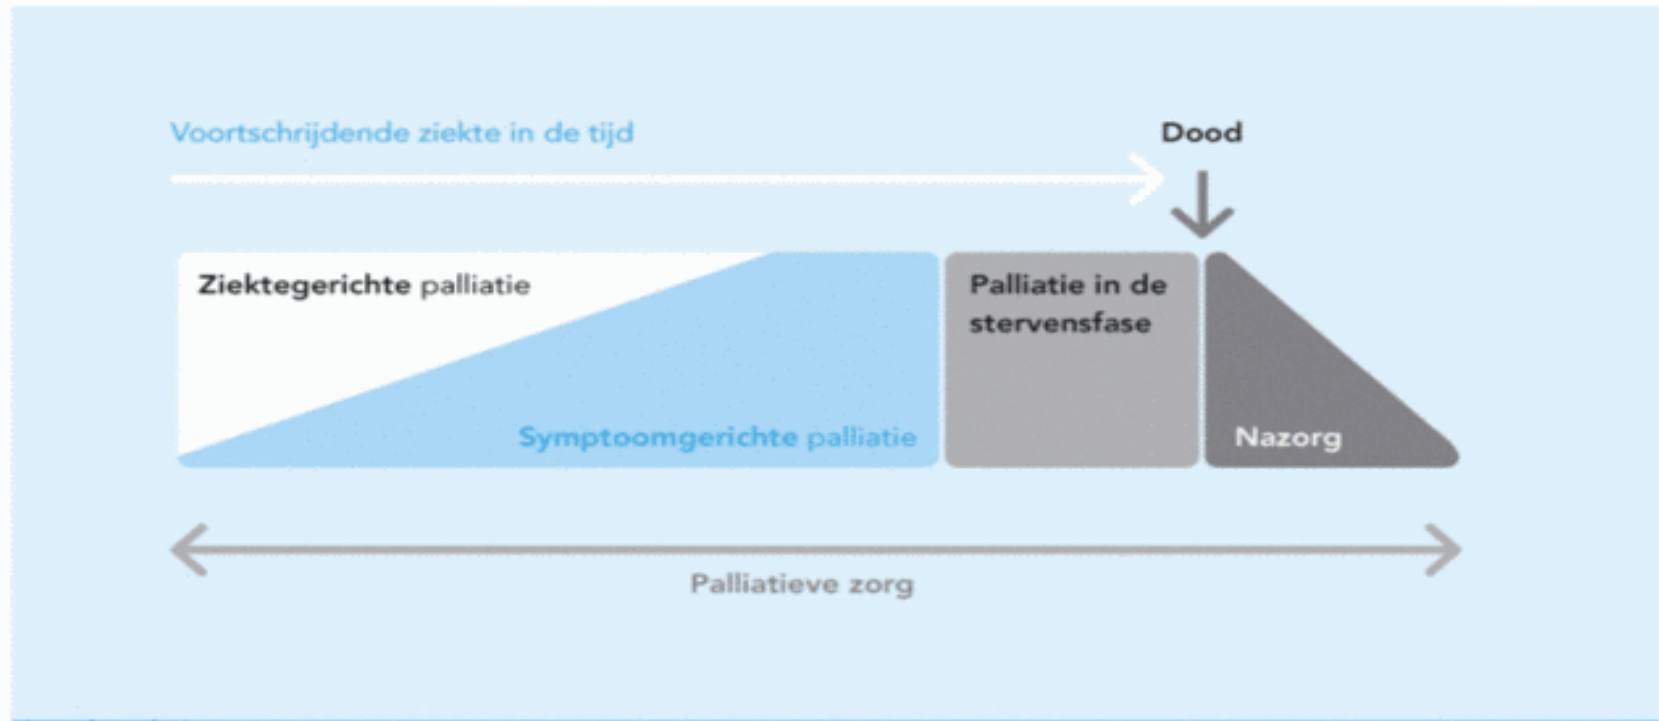 Voortschrijdende ziekte in de tijd
Dood
Ziektegerichte palliatie
Palliatie in de
stervensfase
Symptoomgerichte palliatie
Nazorg
Palliatieve zorg